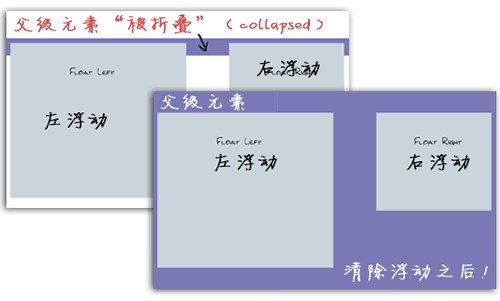 父级元素“被折叠”（collapsed）
Float Left
左浮动
Float Right
右浮动
父级元素
Float Left
左浮动
Float Right
右浮动
清除浮动之后！